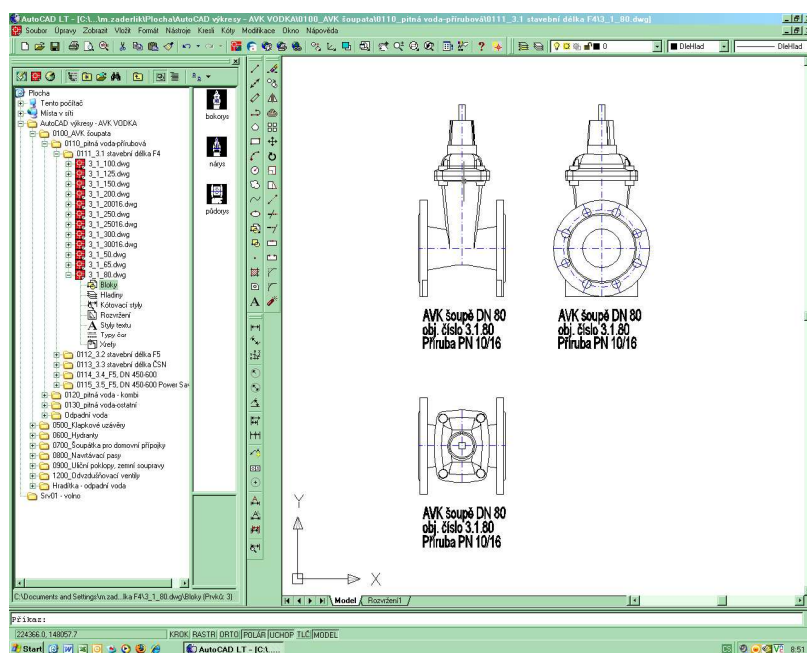 AutoCAD LT - [C:\...\m.zaderlik\Plocha\AutoCAD výkresy - AVK VODKA\0100_AVK šoupata\0110_pitná voda-přírubová\0111_3.1 stavební délka F4\3_1_80.dwg]
Soubor Úpravy Zobrazit Vložit Formát Nástroje Kresli Kóty Modifikace Okno Nápověda
0
DleHlad
DleHlad
Plocha
Tento počítač
Místa v síti
AutoCAD výkresy - AVK VODKA
0100_AVK šoupata
0110_pitná voda-přírubová
0111_3.1 stavební délka F4
3_1_100.dwg
3_1_125.dwg
3_1_150.dwg
3_1_200.dwg
3_1_20016.dwg
3_1_250.dwg
3_1_25016.dwg
3_1_300.dwg
3_1_30016.dwg
3_1_50.dwg
3_1_65.dwg
3_1_80.dwg
Bloky
Hladiny
Kótovací styly
Rozvržení
Styly textu
Typy čar
Xrefy
0112_3.2 stavební délka F5
0113_3.3 stavební délka ČSN
0114_3.4_F5, DN 450-600
0115_3.5_F5, DN 450-600 Power Sav
0120_pitná voda - kombi
0130_pitná voda-ostatní
Odpadní voda
0500_Klapkové uzávěry
0600_Hydranty
0700_Šoupátka pro domovní přípojky
0800_Navrtávací pasy
0900_Uliční poklopy, zemní soupravy
1200_Odvzdušňovací ventily
Hradítka - odpadní voda
Srv01 - volno
bokorys
nárys
půdorys
AVK šoupě DN 80
obj. číslo 3.1.80
Příruba PN 10/16
AVK šoupě DN 80
obj. číslo 3.1.80
Příruba PN 10/16
AVK šoupě DN 80
obj. číslo 3.1.80
Příruba PN 10/16
Y
X
C:\Documents and Settings\m.zad...lka F4\3_1_80.dwg\Bloky (Prvků: 3)
Model Rozvržení1
Příkaz:
224366.0, 148057.7 KROK RASTR ORTO POLÁR UCHOP TLČ MODEL
Start AutoCAD LT - [C:\... 8:51